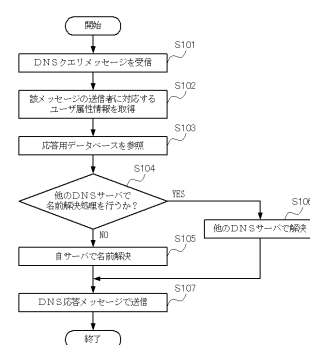 開始
S101
DNSクエリメッセージを受信
S102
該メッセージの送信者に対応する
ユーザ属性情報を取得
S103
応答用データベースを参照
S104
他のDNSサーバで
名前解決処理を行うか？
YES
NO
S106
他のDNSサーバで解決
S105
自サーバで名前解決
S107
DNS応答メッセージで送信
終了